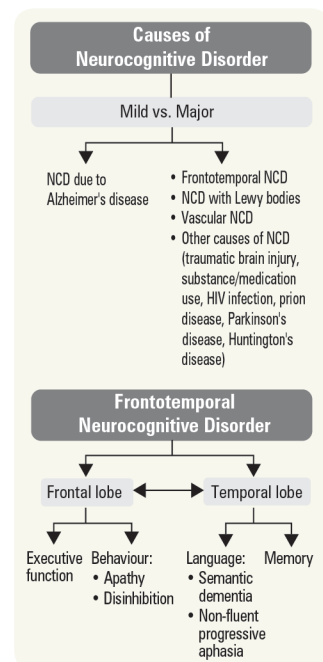 Causes of
Neurocognitive Disorder
Mild vs. Major
NCD due to
Alzheimer's disease
• Frontotemporal NCD
• NCD with Lewy bodies
• Vascular NCD
• Other causes of NCD
(traumatic brain injury,
substance/medication
use, HIV infection, prion
disease, Parkinson's
disease, Huntington's
disease)
Frontotemporal
Neurocognitive Disorder
Frontal lobe
Temporal lobe
Executive
function
Behaviour:
• Apathy
• Disinhibition
Language:
• Semantic
dementia
• Non-fluent
progressive
aphasia
Memory